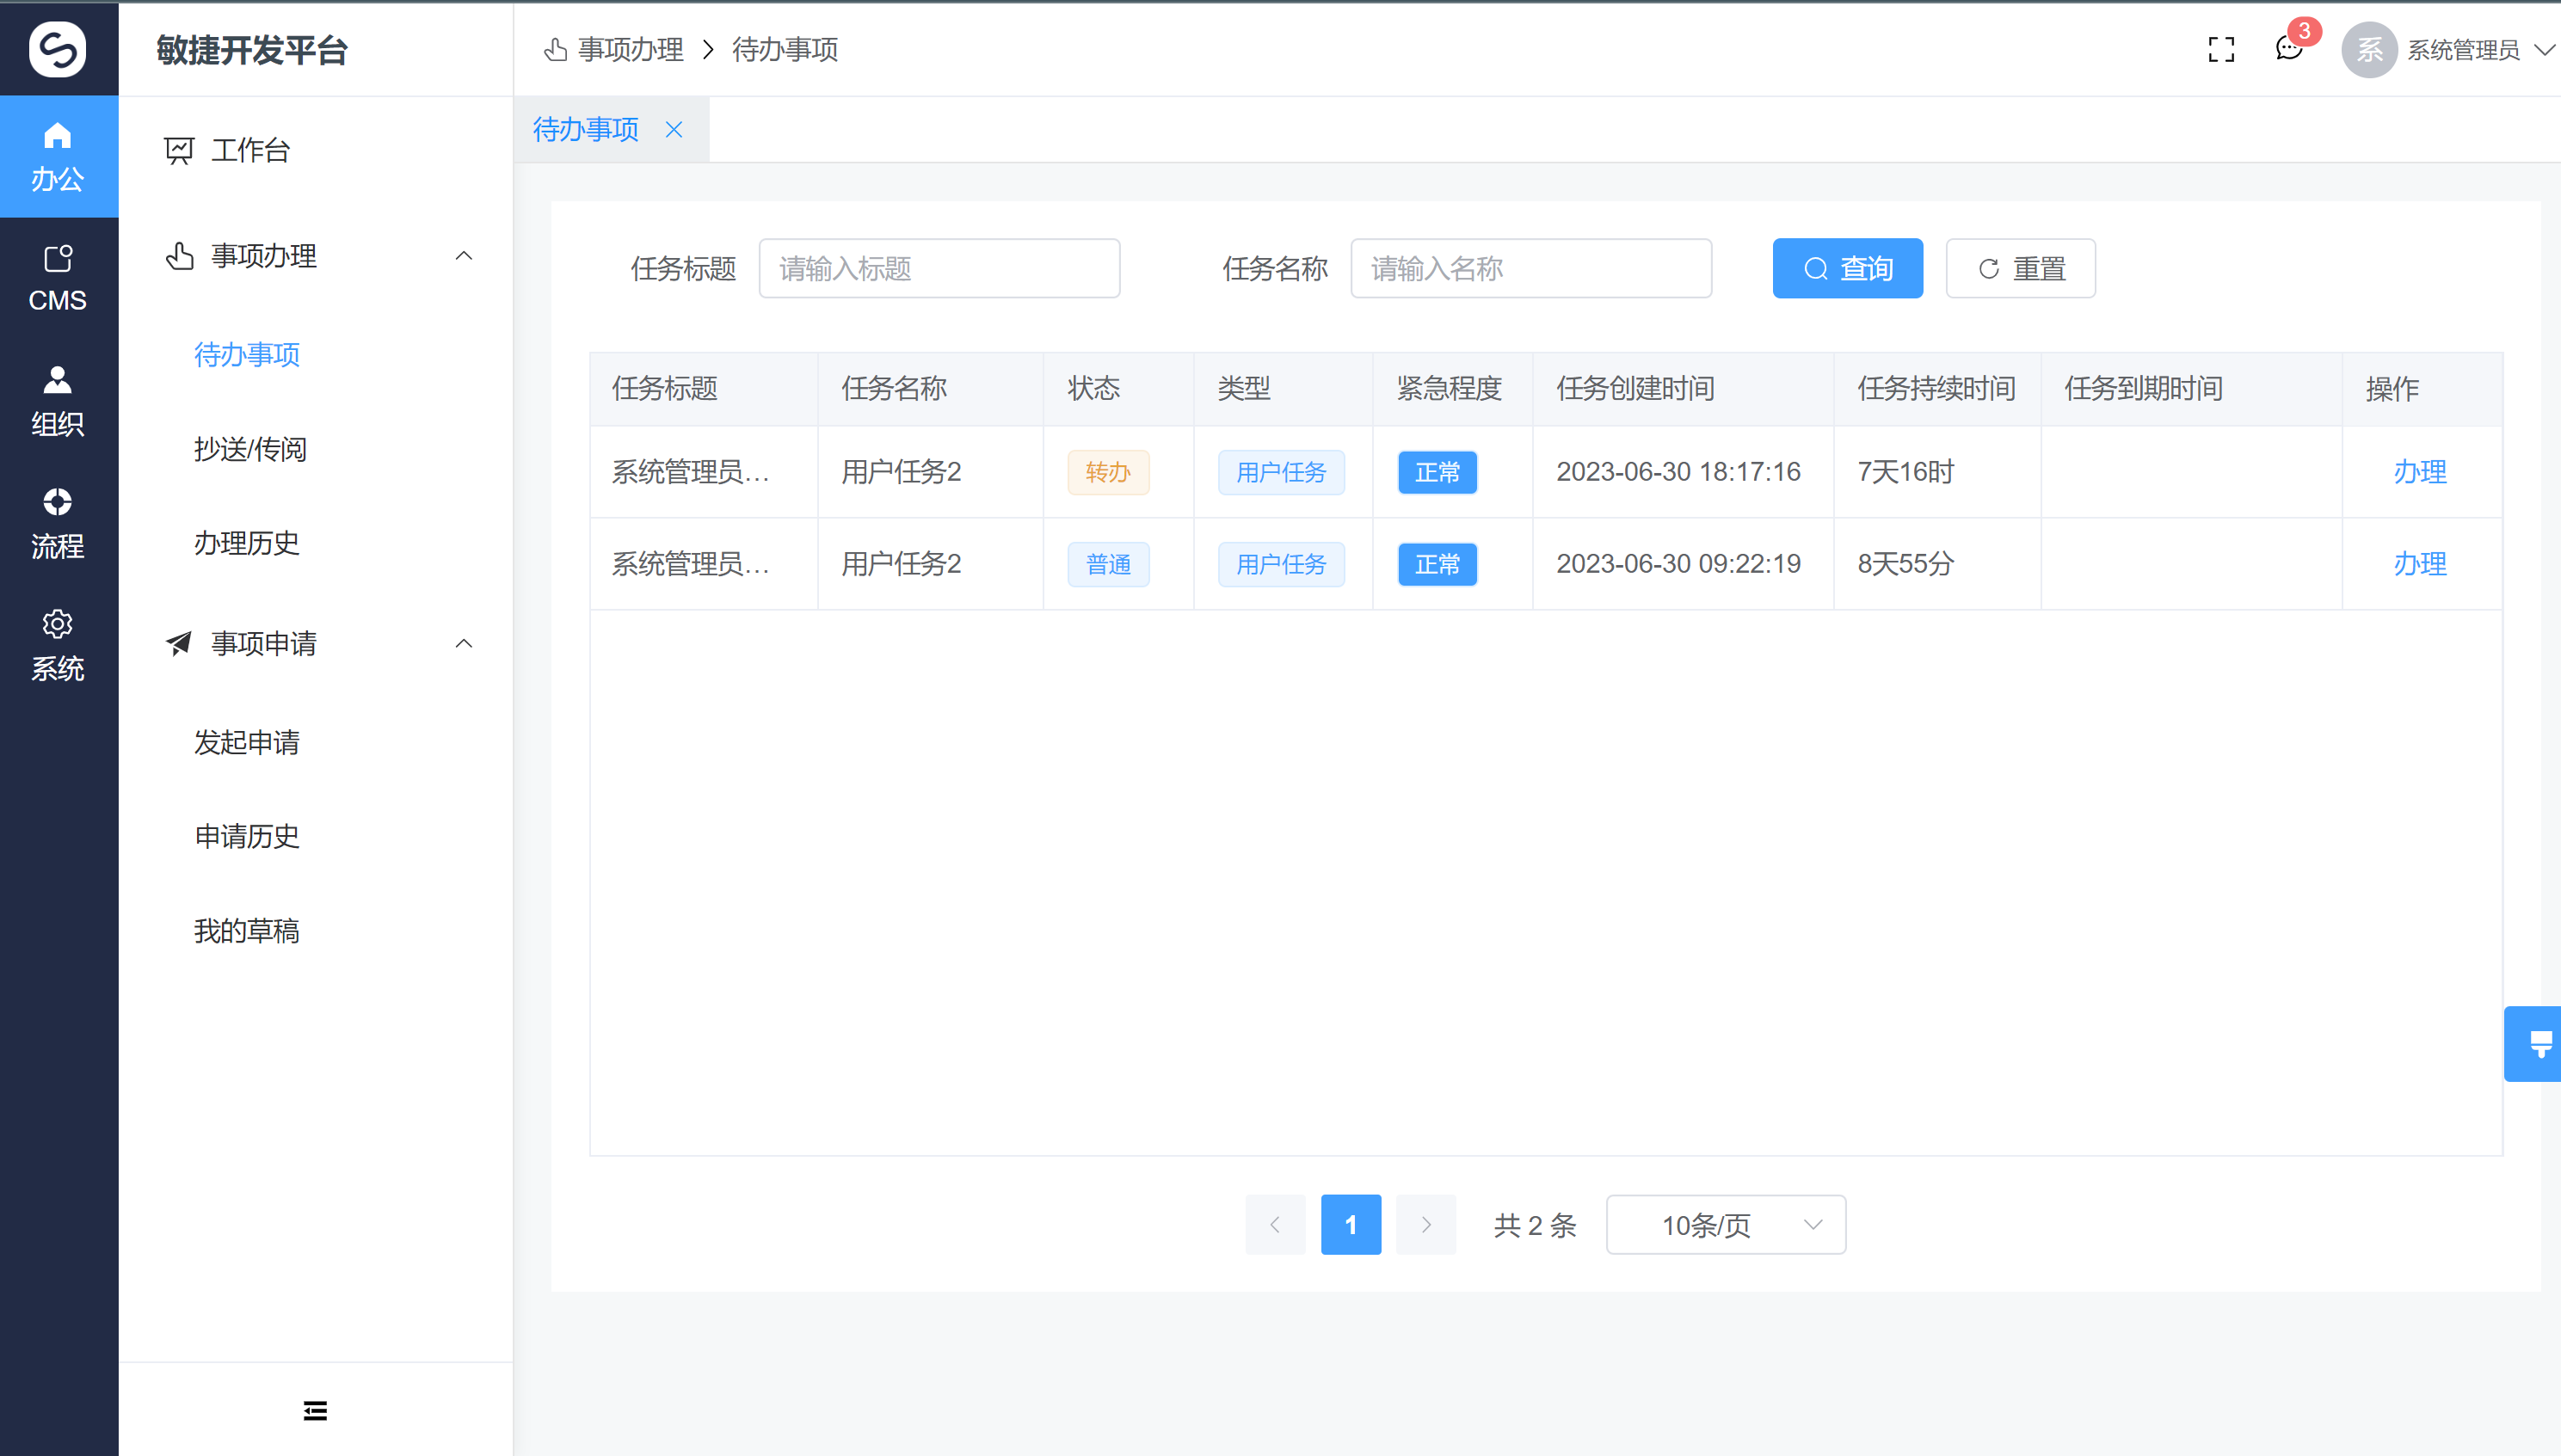 敏捷开发平台
事项办理 > 待办事项
3
系 系统管理员
待办事项
办公
CMS
组织
流程
系统
工作台
事项办理
待办事项
抄送/传阅
办理历史
事项申请
发起申请
申请历史
我的草稿
任务标题 请输入标题 任务名称 请输入名称 查询 重置
任务标题 任务名称 状态 类型 紧急程度 任务创建时间 任务持续时间 任务到期时间 操作
系统管理员... 用户任务2 转办 用户任务 正常 2023-06-30 18:17:16 7天16时 办理
系统管理员... 用户任务2 普通 用户任务 正常 2023-06-30 09:22:19 8天55分 办理
1 共 2 条 10条/页